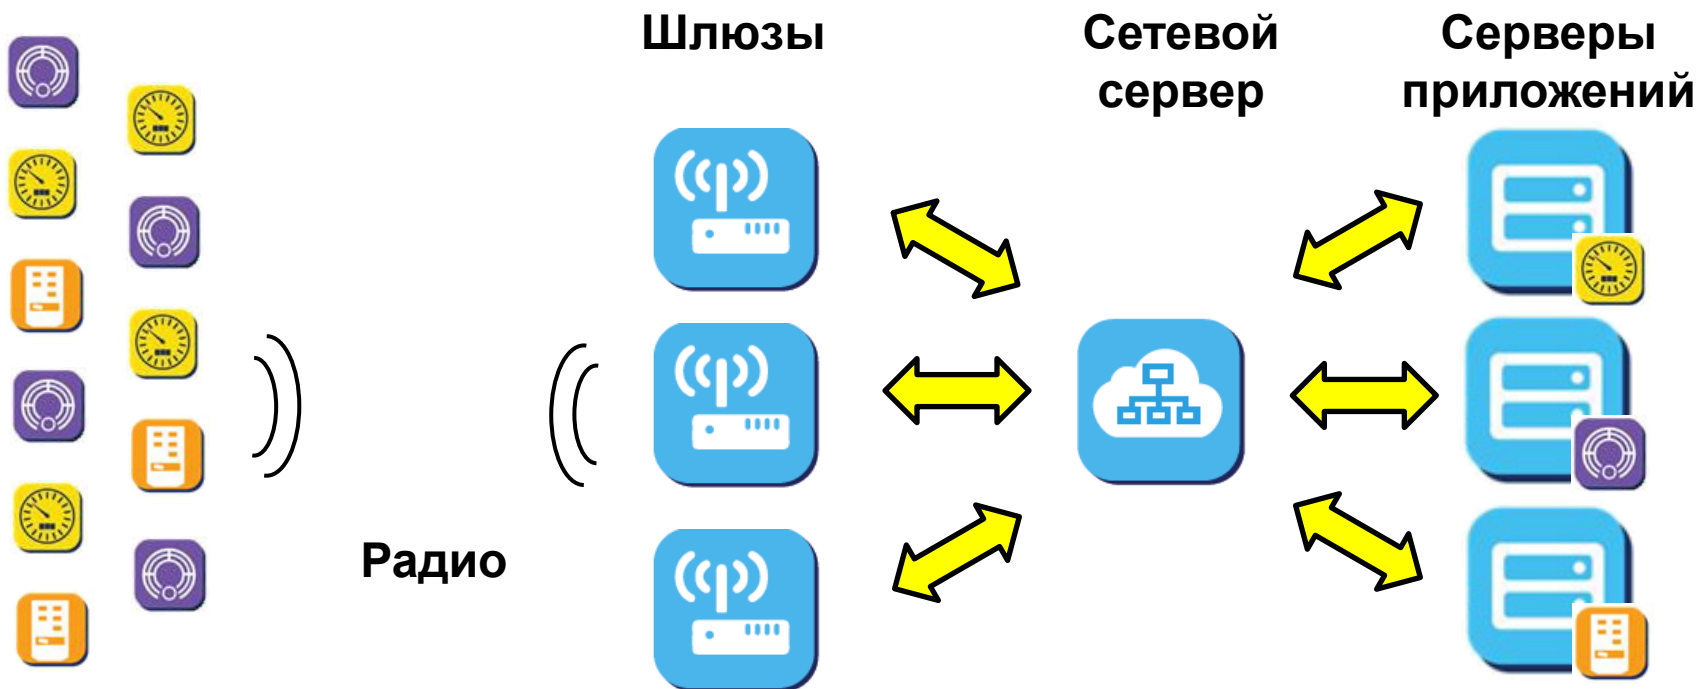 Шлюзы
Сетевой
сервер
Серверы
приложений
Радио